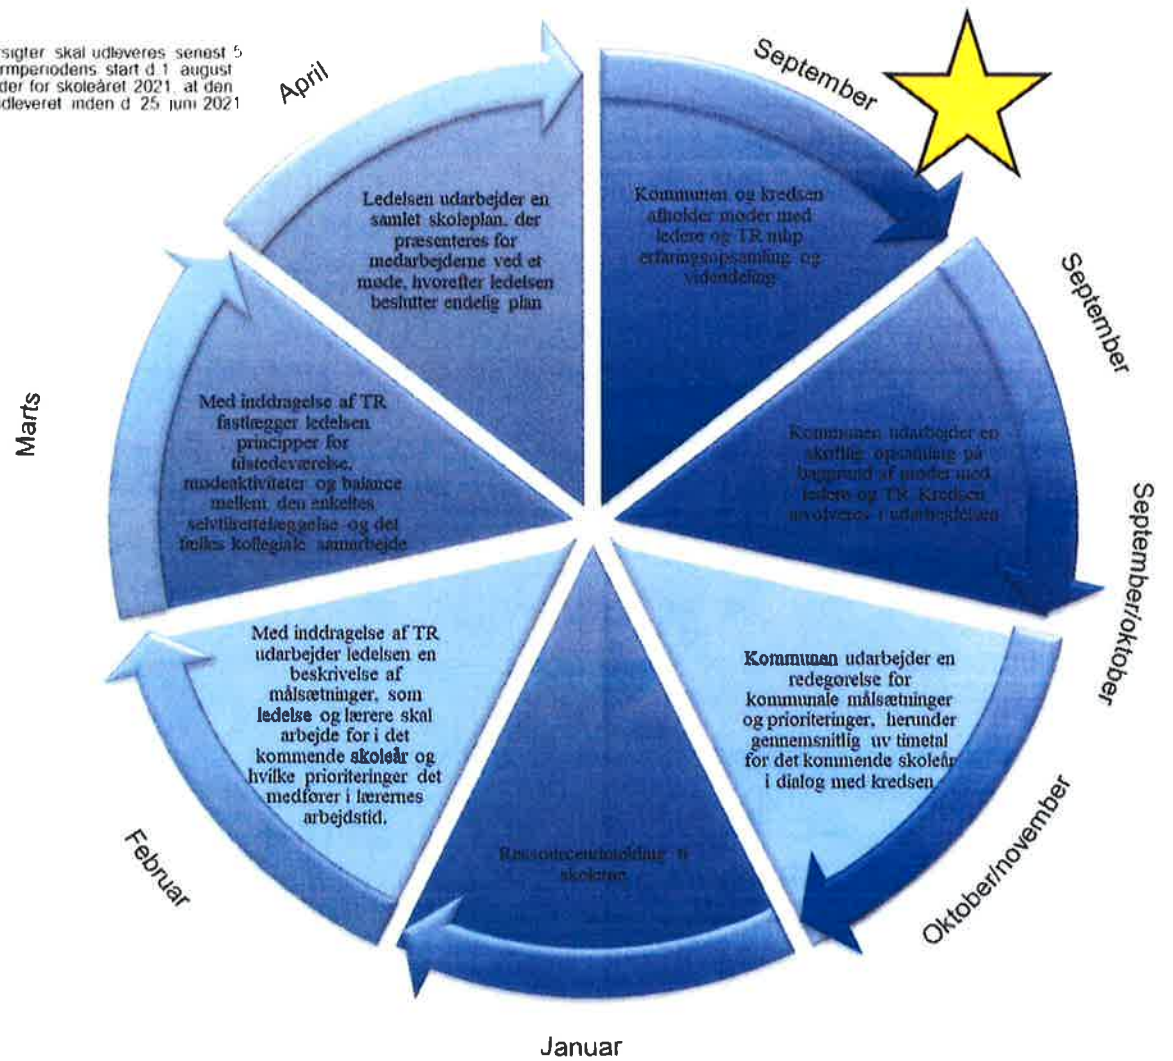 sigter skal udleveres senest 5
rmperiodens start d.1 august
der for skoleåret 2021, at den
dleveret inden d 25 juni 2021
April
September
Ledelsen udarbejder en
samlet skoleplan, der
præsenteres for
medarbejderne ved et
møde, hvorefter ledelsen
beslutter endelig plan
Kommunen og kredsen
afholder møder med
ledere og TR mhp
erfaringsopsamling og
videndeling
September
Kommunen udarbejder en
skriftlig opsamling på
baggrund af møder med
ledere og TR. Kredsen
involveres i udarbejdelsen
Marts
Med inddragelse af TR
fastlægger ledelsen
principper for
tilstedeværelse,
mødeaktiviteter og balance
mellem den enkeltes
selvtilrettelæggelse og det
fælles kollegiale samarbejde
September/oktober
Kommunen udarbejder en
redegørelse for
kommunale målsætninger
og prioriteringer, herunder
gennemsnitlig uv timetal
for det kommende skoleår
i dialog med kredsen
Med inddragelse af TR
udarbejder ledelsen en
beskrivelse af
målsætninger, som
ledelse og lærere skal
arbejde for i det
kommende skoleår og
hvilke prioriteringer det
medfører i lærernes
arbejdstid.
Februar
Oktober/november
Ressourceudmelding ti
skolerne
Januar